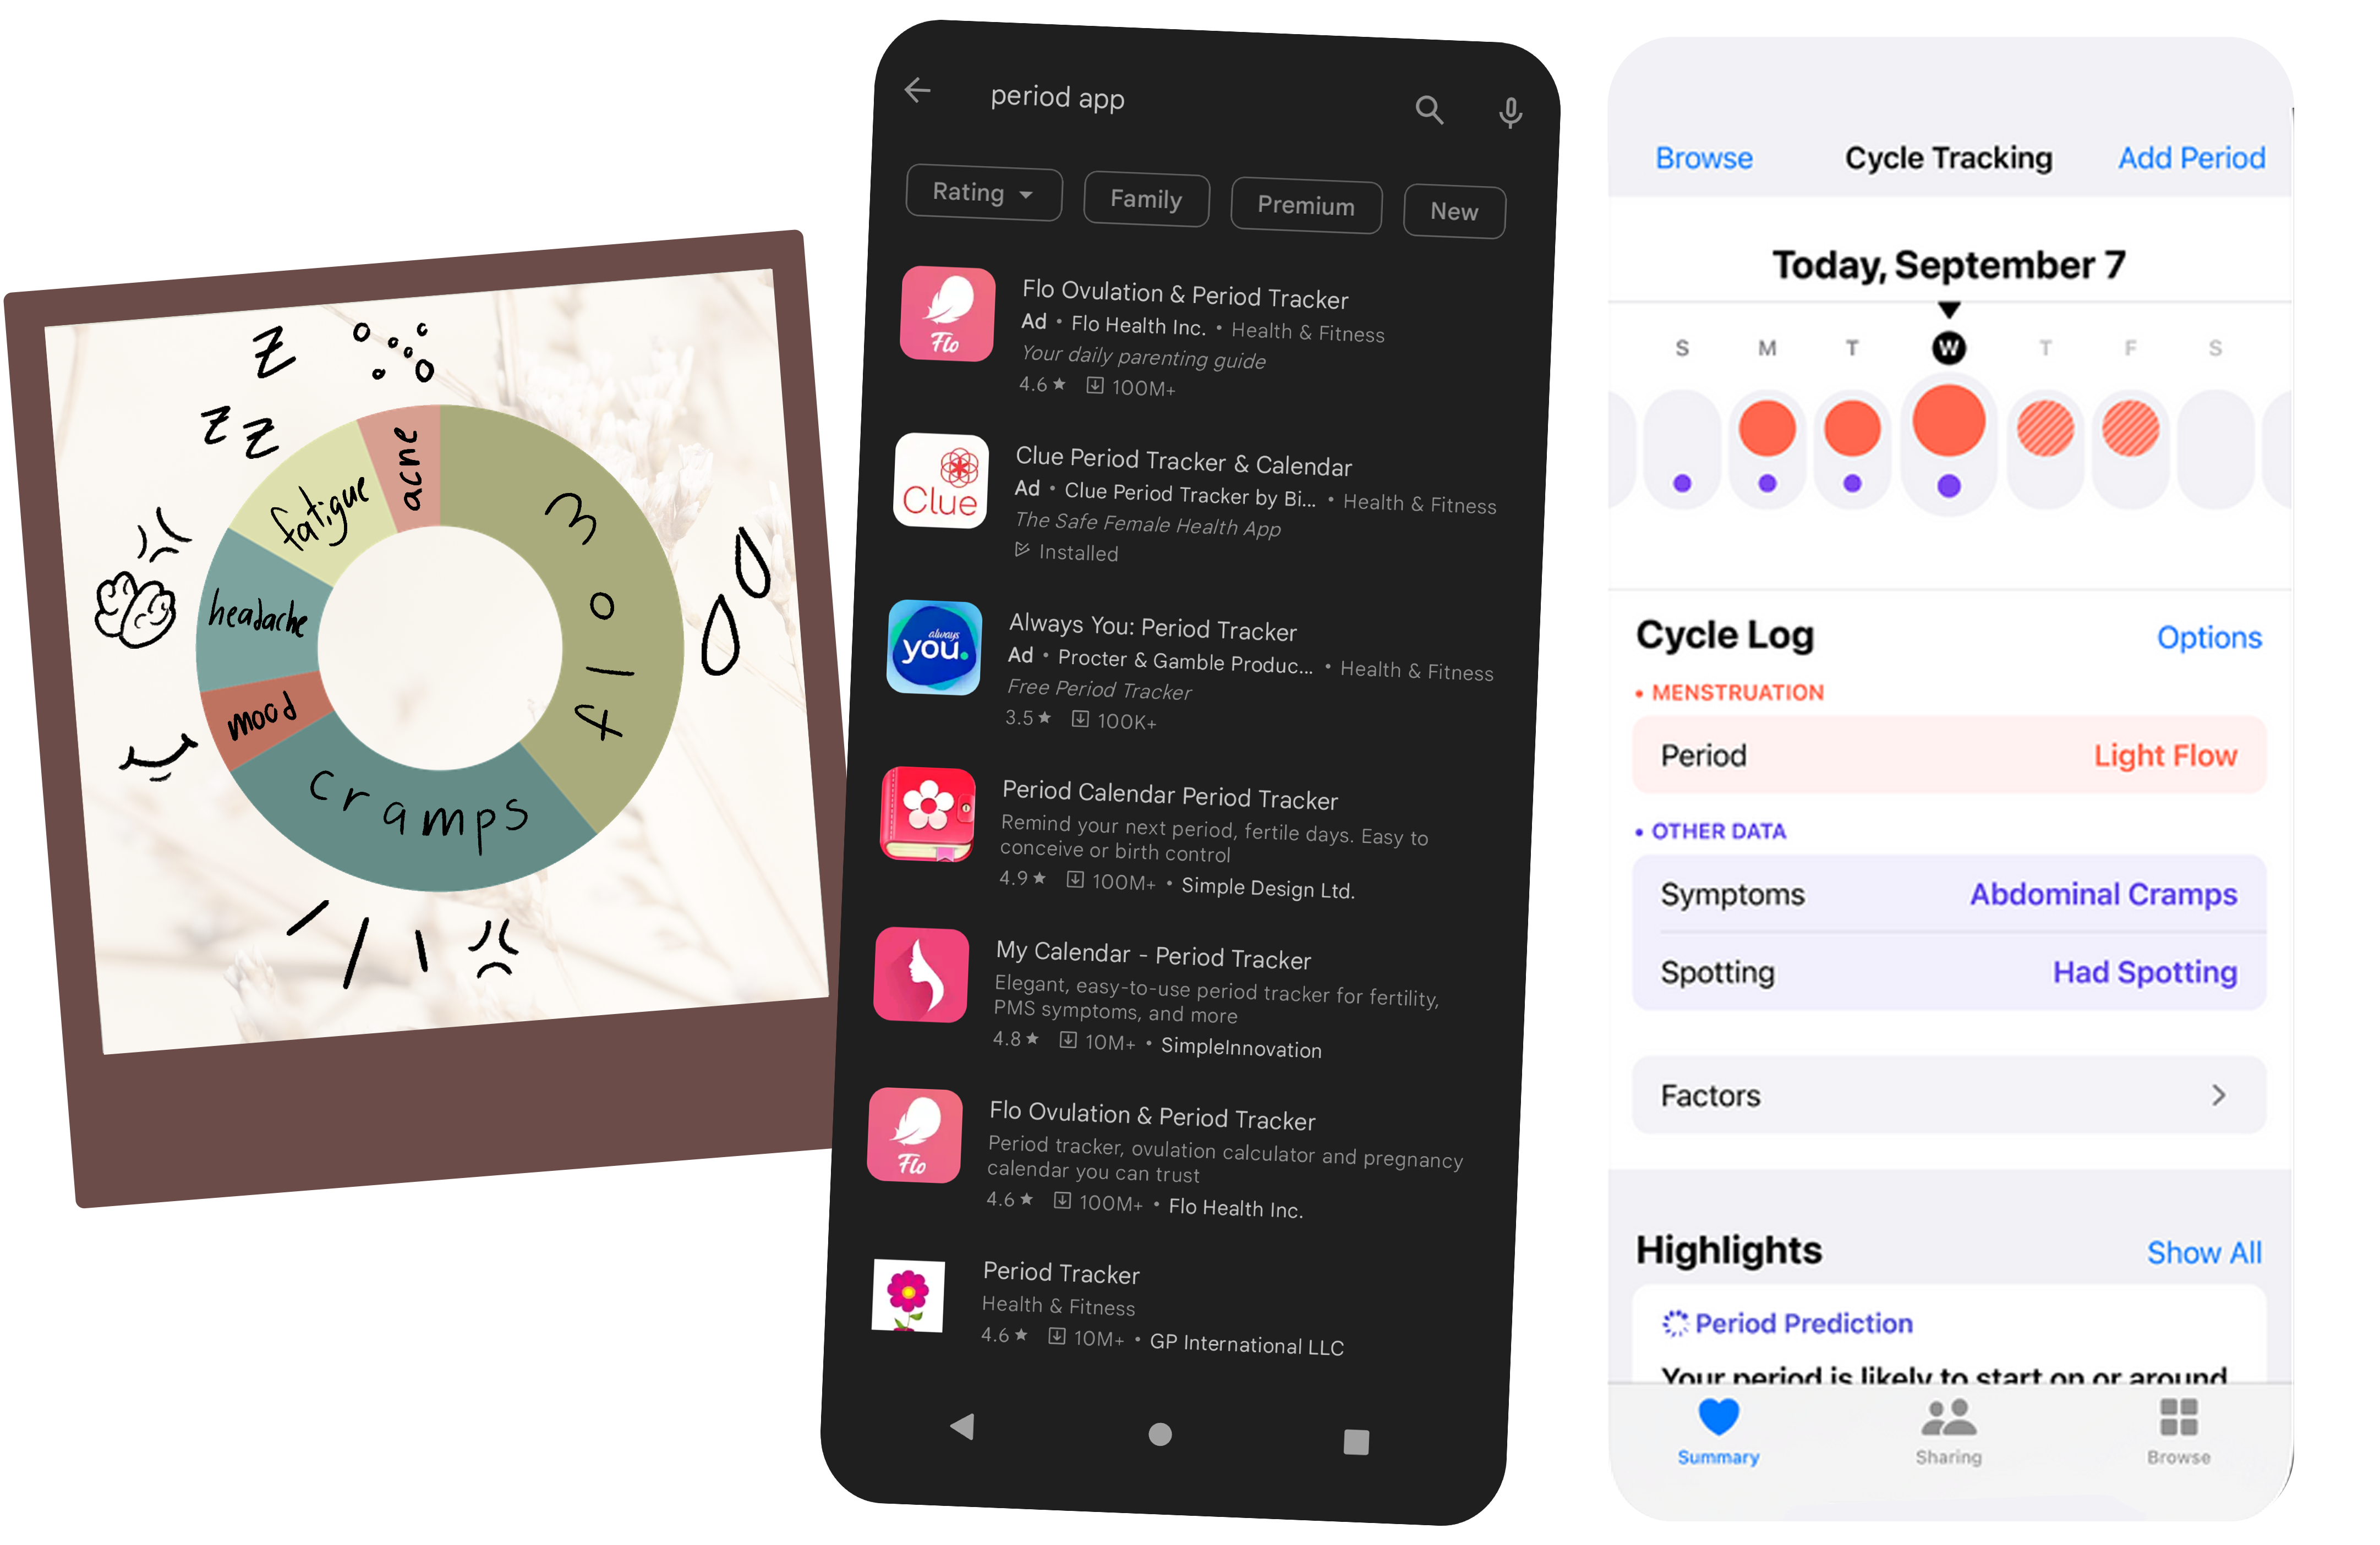 acne
flow
cramps
mood
headache
fatigue
z
z z
period app
Rating
Family
Premium
New
Flo
Flo Ovulation & Period Tracker
Ad • Flo Health Inc. • Health & Fitness
Your daily parenting guide
4.6★ 100M+
Clue
Clue Period Tracker & Calendar
Ad • Clue Period Tracker by Bi... • Health & Fitness
The Safe Female Health App
Installed
always
you.
Always You: Period Tracker
Ad • Procter & Gamble Produc... • Health & Fitness
Free Period Tracker
3.5★ 100K+
Period Calendar Period Tracker
Remind your next period, fertile days. Easy to
conceive or birth control
4.9★ 100M+ • Simple Design Ltd.
My Calendar - Period Tracker
Elegant, easy-to-use period tracker for fertility,
PMS symptoms, and more
4.8★ 10M+ • SimpleInnovation
Flo
Flo Ovulation & Period Tracker
Period tracker, ovulation calculator and pregnancy
calendar you can trust
4.6★ 100M+ • Flo Health Inc.
Period Tracker
Health & Fitness
4.6★ 10M+ • GP International LLC
Browse
Cycle Tracking
Add Period
Today, September 7
S M T W T F S
Cycle Log
Options
• MENSTRUATION
Period Light Flow
• OTHER DATA
Symptoms Abdominal Cramps
Spotting Had Spotting
Factors
Highlights
Show All
Period Prediction
Your period is likely to start on or around
Summary
Sharing
Browse